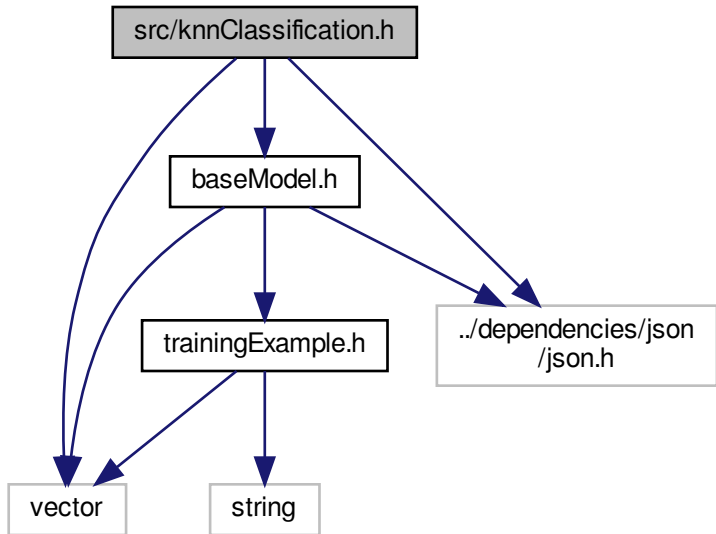 src/knnClassification.h
baseModel.h
trainingExample.h
../dependencies/json
/json.h
vector
string